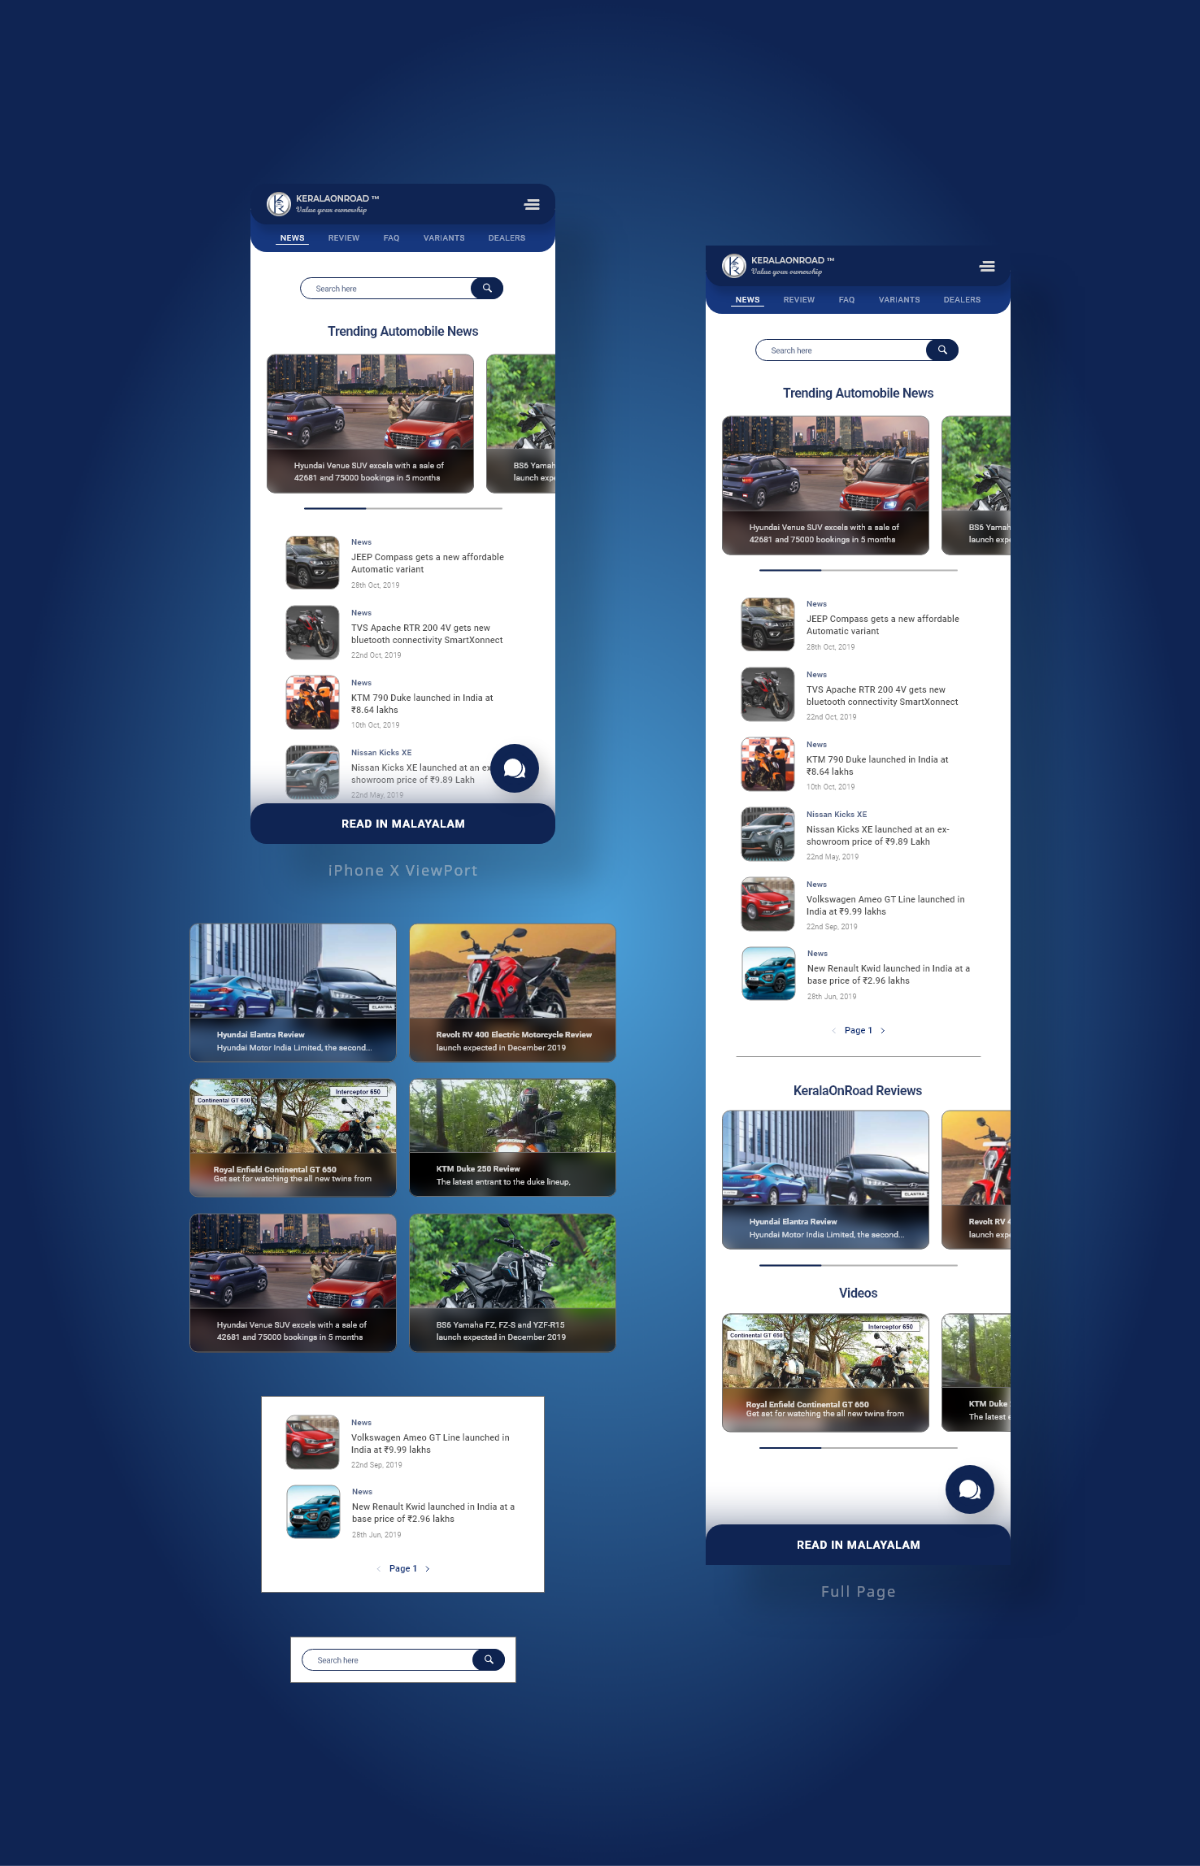 KERALAONROAD ™
Value your ownership
NEWS REVIEW FAQ VARIANTS DEALERS
Search here
Trending Automobile News
Hyundai Venue SUV excels with a sale of
42681 and 75000 bookings in 5 months
BS6 Yamah
launch expe
News
JEEP Compass gets a new affordable
Automatic variant
28th Oct, 2019
News
TVS Apache RTR 200 4V gets new
bluetooth connectivity SmartXonnect
22nd Oct, 2019
News
KTM 790 Duke launched in India at
₹8.64 lakhs
10th Oct, 2019
Nissan Kicks XE
Nissan Kicks XE launched at an ex
showroom price of ₹9.89 Lakh
22nd May, 2019
READ IN MALAYALAM
iPhone X ViewPort
Hyundai Elantra Review
Hyundai Motor India Limited, the second...
ELANTRA
Revolt RV 400 Electric Motorcycle Review
launch expected in December 2019
Continental GT 650
Interceptor 650
Royal Enfield Continental GT 650
Get set for watching the all new twins from
KTM Duke 250 Review
The latest entrant to the duke lineup,
Hyundai Venue SUV excels with a sale of
42681 and 75000 bookings in 5 months
BS6 Yamaha FZ, FZ-S and YZF-R15
launch expected in December 2019
News
Volkswagen Ameo GT Line launched in
India at ₹9.99 lakhs
22nd Sep, 2019
News
New Renault Kwid launched in India at a
base price of ₹2.96 lakhs
28th Jun, 2019
Page 1
Search here
KERALAONROAD ™
Value your ownership
NEWS REVIEW FAQ VARIANTS DEALERS
Search here
Trending Automobile News
Hyundai Venue SUV excels with a sale of
42681 and 75000 bookings in 5 months
BS6 Yamah
launch expe
News
JEEP Compass gets a new affordable
Automatic variant
28th Oct, 2019
News
TVS Apache RTR 200 4V gets new
bluetooth connectivity SmartXonnect
22nd Oct, 2019
News
KTM 790 Duke launched in India at
₹8.64 lakhs
10th Oct, 2019
Nissan Kicks XE
Nissan Kicks XE launched at an ex-
showroom price of ₹9.89 Lakh
22nd May, 2019
News
Volkswagen Ameo GT Line launched in
India at ₹9.99 lakhs
22nd Sep, 2019
News
New Renault Kwid launched in India at a
base price of ₹2.96 lakhs
28th Jun, 2019
Page 1
KeralaOnRoad Reviews
ELANTRA
Hyundai Elantra Review
Hyundai Motor India Limited, the second...
Revolt RV 4
launch expe
Videos
Continental GT 650
Interceptor 650
Royal Enfield Continental GT 650
Get set for watching the all new twins from
KTM Duke
The latest e
READ IN MALAYALAM
Full Page